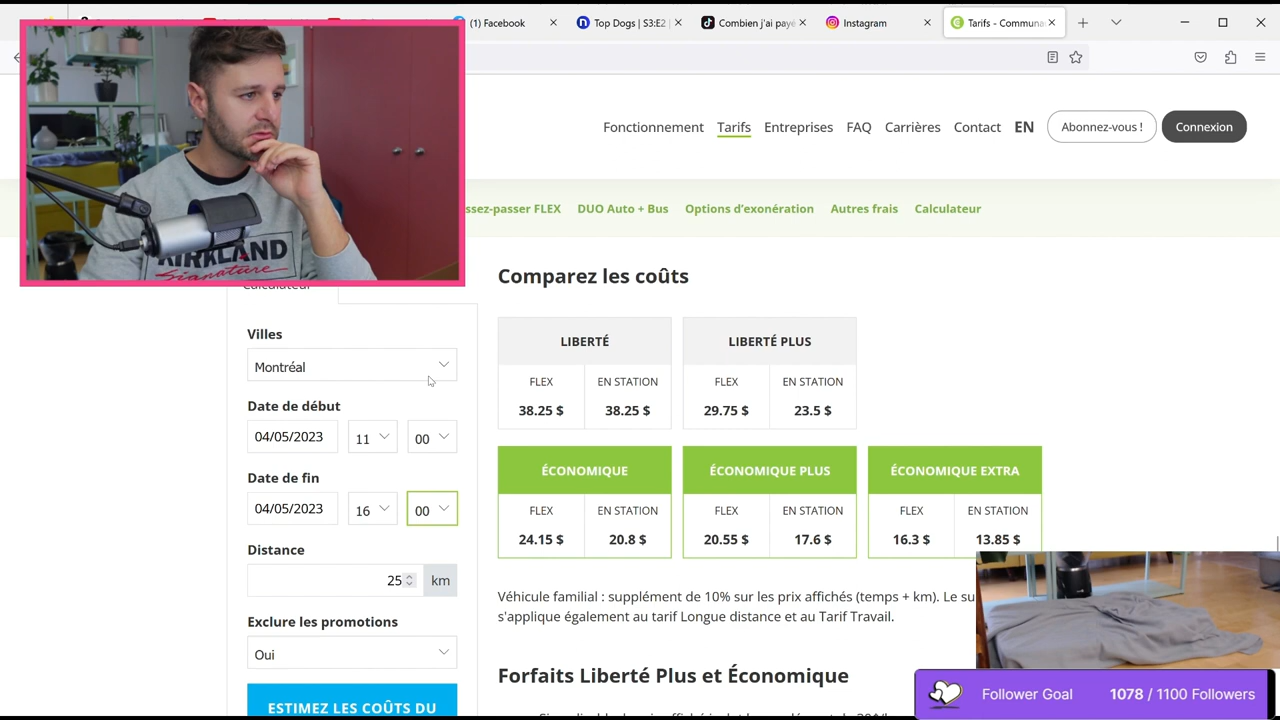 (1) Facebook
Top Dogs | S3:E2 |
Combien j'ai payé
Instagram
Tarifs - Communa
Fonctionnement Tarifs Entreprises FAQ Carrières Contact EN Abonnez-vous ! Connexion
ssez-passer FLEX DUO Auto + Bus Options d'exonération Autres frais Calculateur
KIRKLAND
Signature
Calculateur
Comparez les coûts
Villes
Montréal
Date de début
04/05/2023 11 00
Date de fin
04/05/2023 16 00
Distance
25 km
Exclure les promotions
Oui
ESTIMEZ LES COÛTS DU
LIBERTÉ
FLEX EN STATION
38.25 $ 38.25 $
LIBERTÉ PLUS
FLEX EN STATION
29.75 $ 23.5 $
ÉCONOMIQUE
FLEX EN STATION
24.15 $ 20.8 $
ÉCONOMIQUE PLUS
FLEX EN STATION
20.55 $ 17.6 $
ÉCONOMIQUE EXTRA
FLEX EN STATION
16.3 $ 13.85 $
Véhicule familial : supplément de 10% sur les prix affichés (temps + km). Le su
s'applique également au tarif Longue distance et au Tarif Travail.
Forfaits Liberté Plus et Économique
Follower Goal 1078 / 1100 Followers